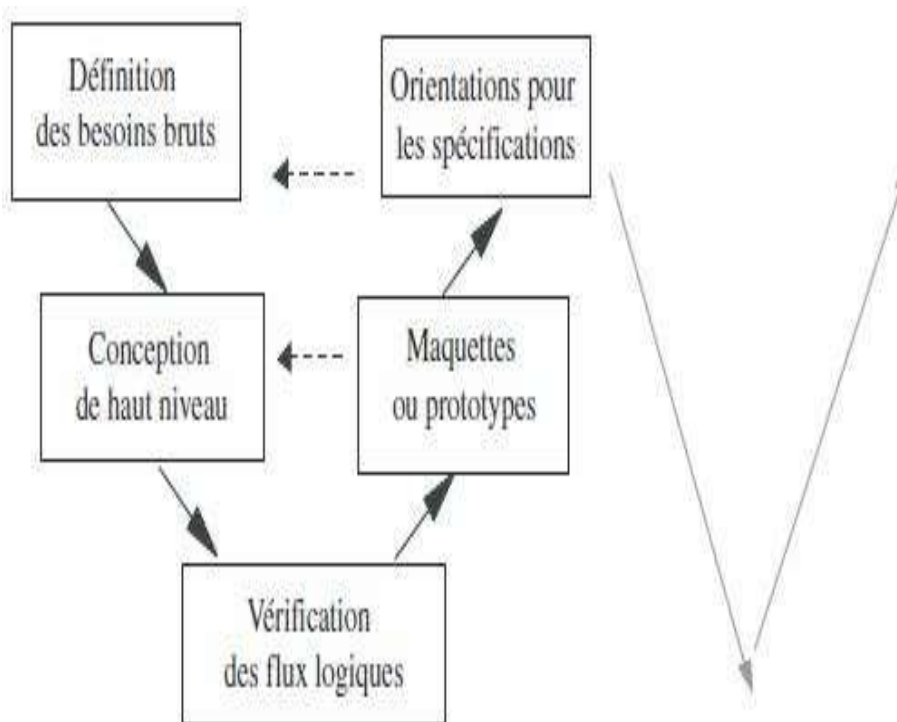 Définition
des besoins bruts
Orientations pour
les spécifications
Conception
de haut niveau
Maquettes
ou prototypes
Vérification
des flux logiques